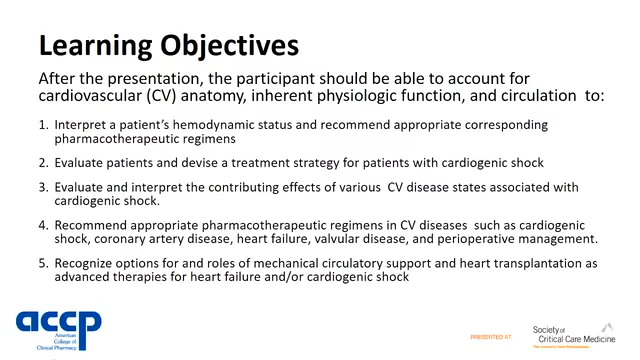 Learning Objectives
After the presentation, the participant should be able to account for
cardiovascular (CV) anatomy, inherent physiologic function, and circulation to:
1. Interpret a patient's hemodynamic status and recommend appropriate corresponding
pharmacotherapeutic regimens
2. Evaluate patients and devise a treatment strategy for patients with cardiogenic shock
3. Evaluate and interpret the contributing effects of various CV disease states associated with
cardiogenic shock.
4. Recommend appropriate pharmacotherapeutic regimens in CV diseases such as cardiogenic
shock, coronary artery disease, heart failure, valvular disease, and perioperative management.
5. Recognize options for and roles of mechanical circulatory support and heart transplantation as
advanced therapies for heart failure and/or cardiogenic shock
accp
American
College of
Clinical Pharmacy
PRESENTED AT
Society of
Critical Care Medicine